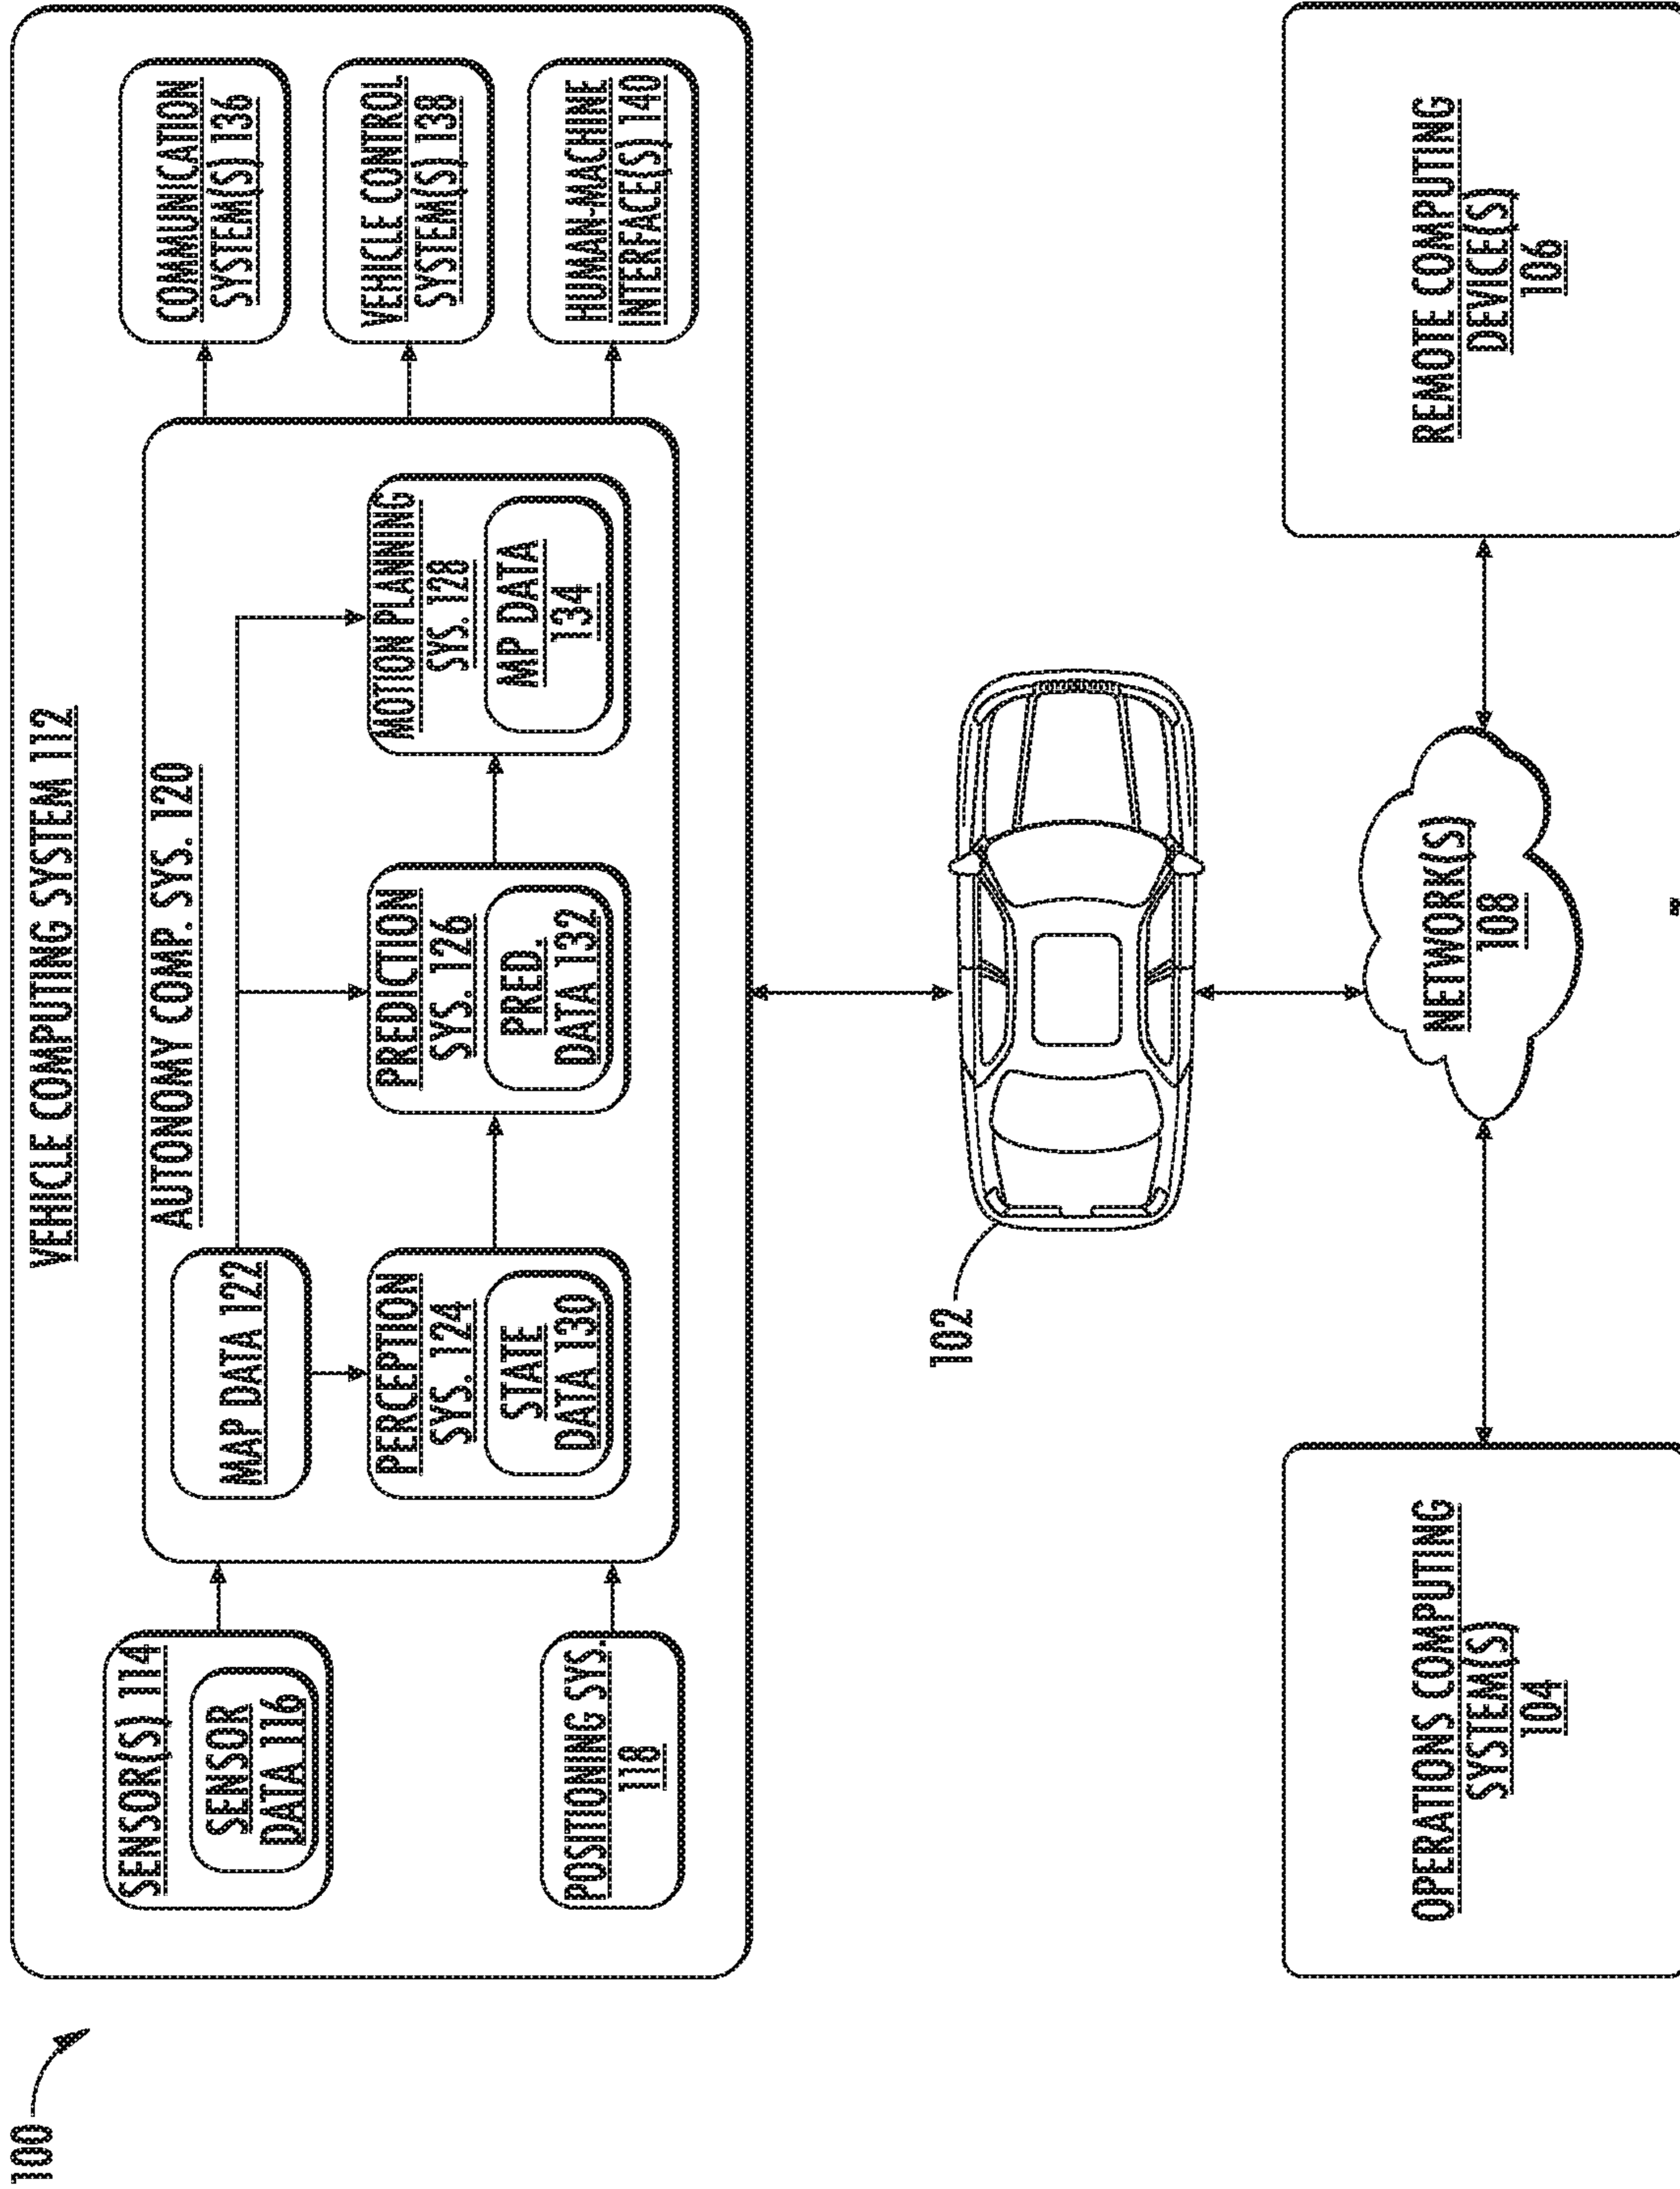 100
VEHICLE COMPUTING SYSTEM 112
SENSOR(S) 114
SENSOR
DATA 116
POSITIONING SYS.
118
AUTONOMY COMP. SYS. 120
MAP DATA 122
PERCEPTION
SYS. 124
STATE
DATA 130
PREDICTION
SYS. 126
PRED.
DATA 132
MOTION PLANNING
SYS. 128
MP DATA
134
COMMUNICATION
SYSTEM(S) 136
VEHICLE CONTROL
SYSTEM(S) 138
HUMAN-MACHINE
INTERFACE(S) 140
102
OPERATIONS COMPUTING
SYSTEM(S)
104
NETWORK(S)
108
REMOTE COMPUTING
DEVICE(S)
106